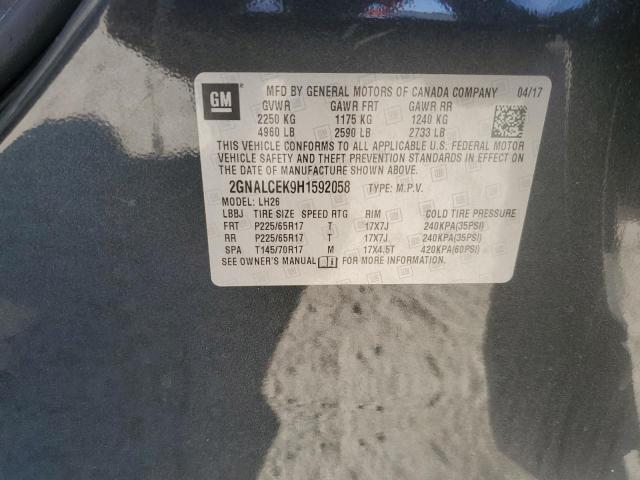 GM
MFD BY GENERAL MOTORS OF CANADA COMPANY 04/17
GVWR GAWR FRT GAWR RR
2250 KG 1175 KG 1240 KG
4960 LB 2590 LB 2733 LB
THIS VEHICLE CONFORMS TO ALL APPLICABLE U.S. FEDERAL MOTOR
VEHICLE SAFETY AND THEFT PREVENTION STANDARDS IN EFFECT ON
THE DATE OF MANUFACTURE SHOWN ABOVE.
2GNALCEK9H1592058 TYPE: M.P.V.
MODEL: LH26
LBBJ TIRE SIZE SPEED RTG RIM COLD TIRE PRESSURE
FRT P225/65R17 T 17X7J 240KPA(35PSI)
RR P225/65R17 T 17X7J 240KPA(35PSI)
SPA T145/70R17 M 17X4.5T 420KPA(60PSI)
SEE OWNER'S MANUAL FOR MORE INFORMATION.